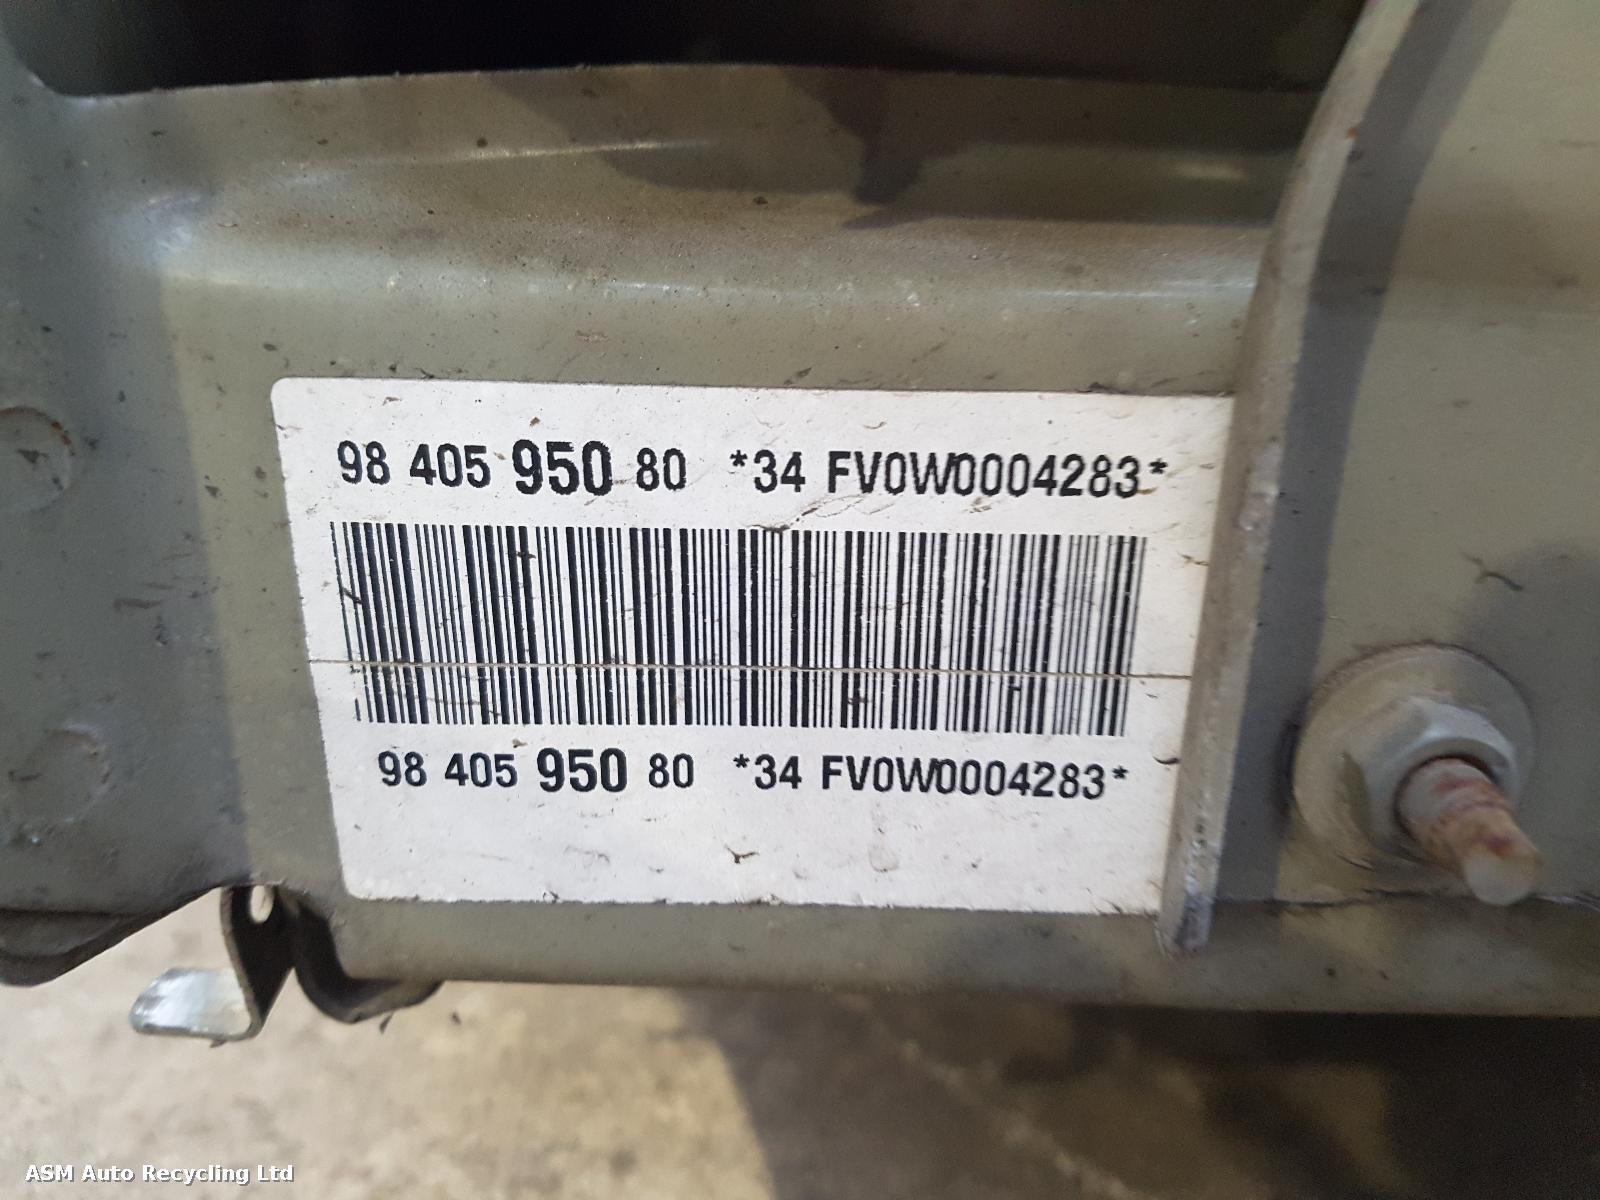 98 405 950 80 *34 FV0W0004283*
98 405 950 80 *34 FV0W0004283*
ASM Auto Recycling Ltd